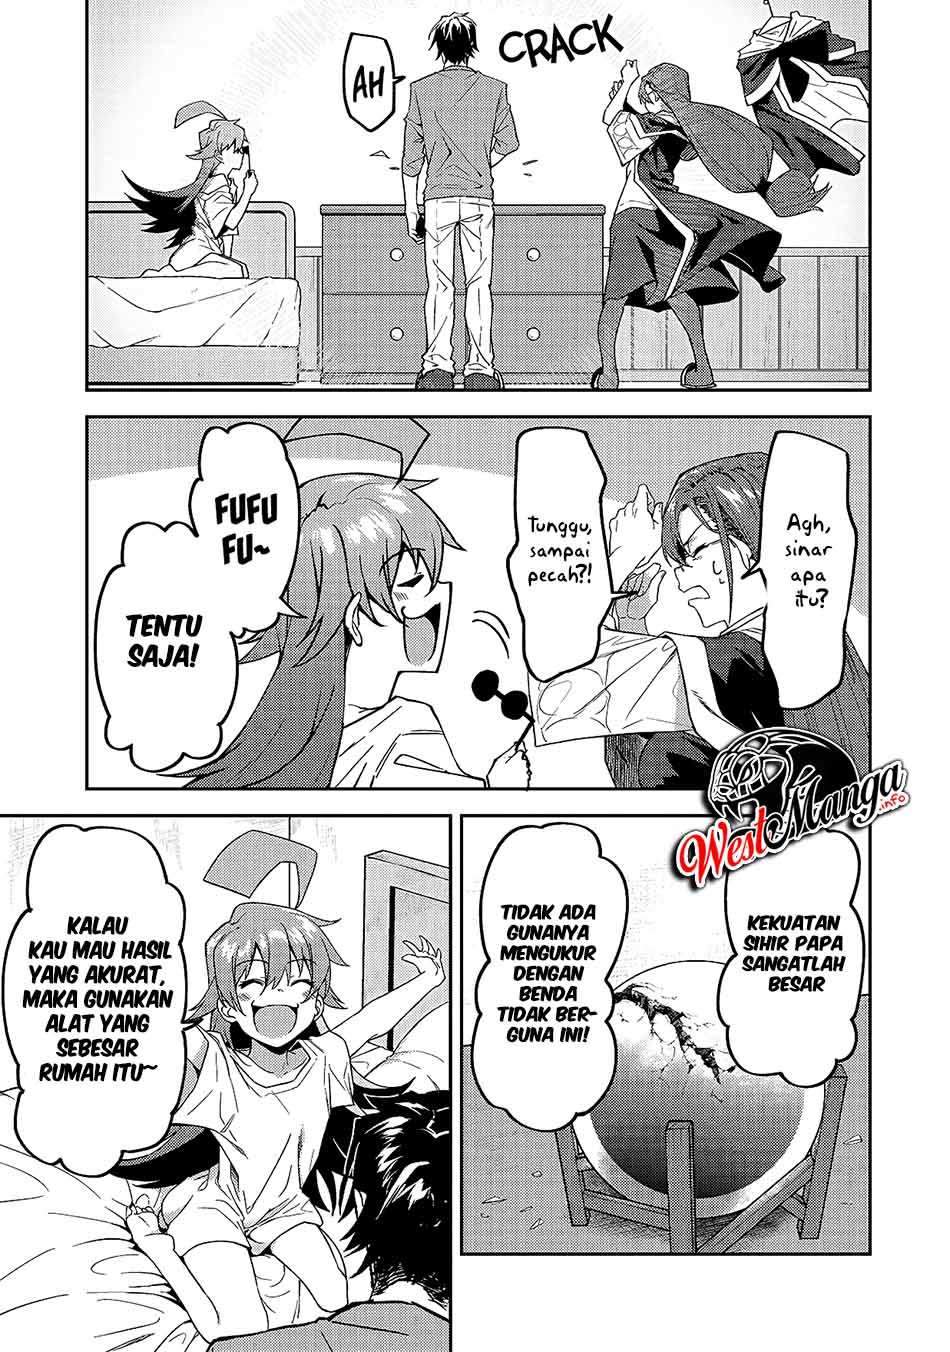 CRACK
AH
Agh,
sinar
apa
itu?
Tunggu,
sampai
pecah?!
FUFU
FU~
TENTU
SAJA!
WestManga
.info
KEKUATAN
SIHIR PAPA
SANGATLAH
BESAR
TIDAK ADA
GUNANYA
MENGUKUR
DENGAN
BENDA
TIDAK BER-
GUNA INI!
KALAU
KAU MAU HASIL
YANG AKURAT,
MAKA GUNAKAN
ALAT YANG
SEBESAR
RUMAH ITU~